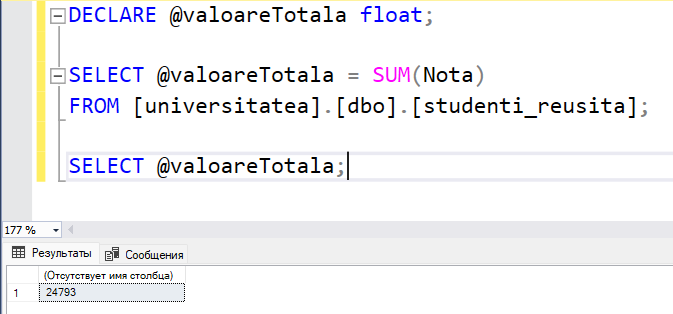 DECLARE @valoareTotala float;
SELECT @valoareTotala = SUM(Nota)
FROM [universitatea].[dbo].[studenti_reusita];
SELECT @valoareTotala;
177 %
Результаты Сообщения
(Отсутствует имя столбца)
1 24793